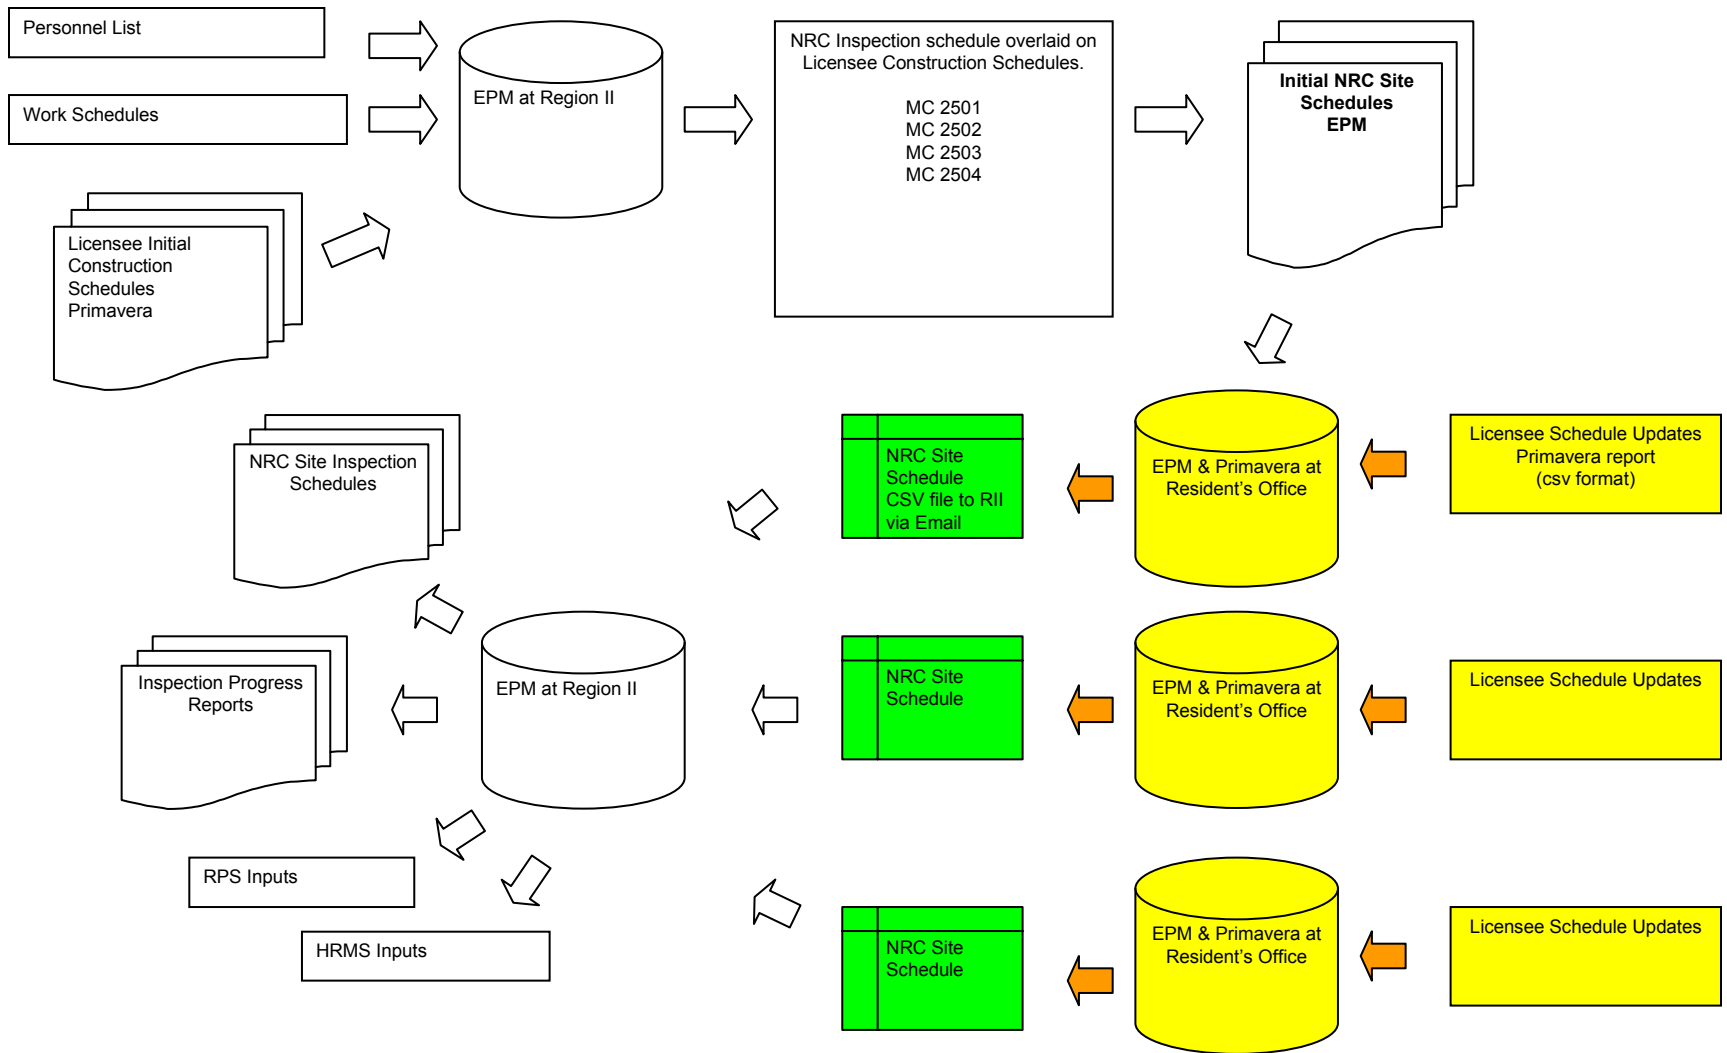 Personnel List
Work Schedules
Licensee Initial
Construction
Schedules
Primavera
EPM at Region II
NRC Inspection schedule overlaid on
Licensee Construction Schedules.
MC 2501
MC 2502
MC 2503
MC 2504
Initial NRC Site
Schedules
EPM
Licensee Schedule Updates
Primavera report
(csv format)
EPM & Primavera at
Resident’s Office
NRC Site
Schedule
CSV file to RII
via Email
NRC Site Inspection
Schedules
Licensee Schedule Updates
EPM & Primavera at
Resident’s Office
NRC Site
Schedule
EPM at Region II
Inspection Progress
Reports
RPS Inputs
HRMS Inputs
Licensee Schedule Updates
EPM & Primavera at
Resident’s Office
NRC Site
Schedule